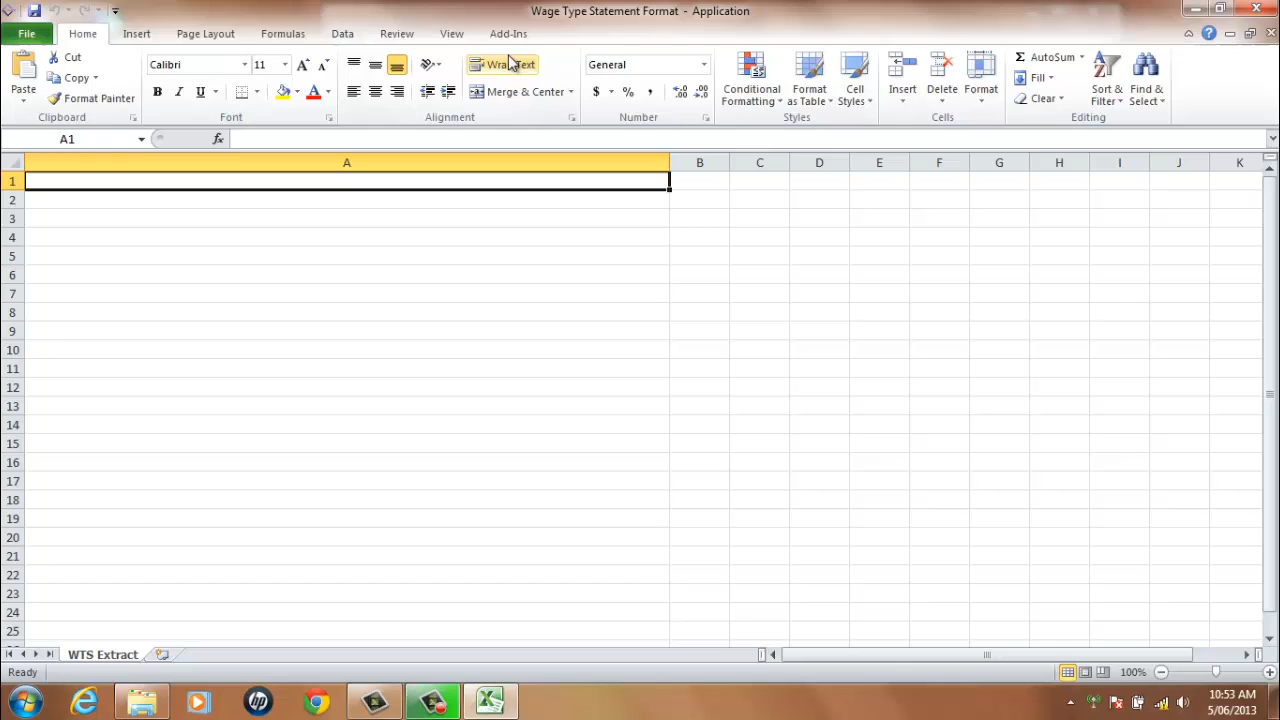 Wage Type Statement Format - Application
File Home Insert Page Layout Formulas Data Review View Add-Ins
Paste
Cut
Copy
Format Painter
Clipboard
Calibri 11
B I U A
Font
Wrap Text
Merge & Center
Alignment
General
$ % ,
Number
Conditional Formatting
Format as Table
Cell Styles
Styles
Insert
Delete
Format
Cells
Σ AutoSum
Fill
Clear
Sort & Filter
Find & Select
Editing
A1 fx
A B C D E F G H I J K
1
2
3
4
5
6
7
8
9
10
11
12
13
14
15
16
17
18
19
20
21
22
23
24
25
WTS Extract
Ready 100%
hp
10:53 AM
5/06/2013